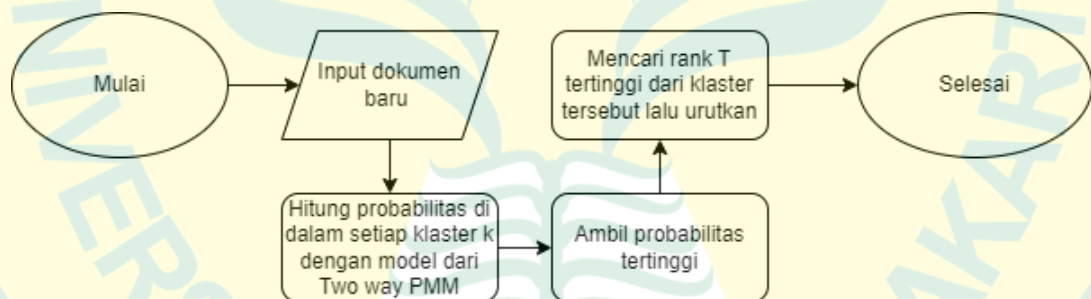 Mulai
Input dokumen
baru
Hitung probabilitas di
dalam setiap klaster k
dengan model dari
Two way PMM
Ambil probabilitas
tertinggi
Mencari rank T
tertinggi dari klaster
tersebut lalu urutkan
Selesai